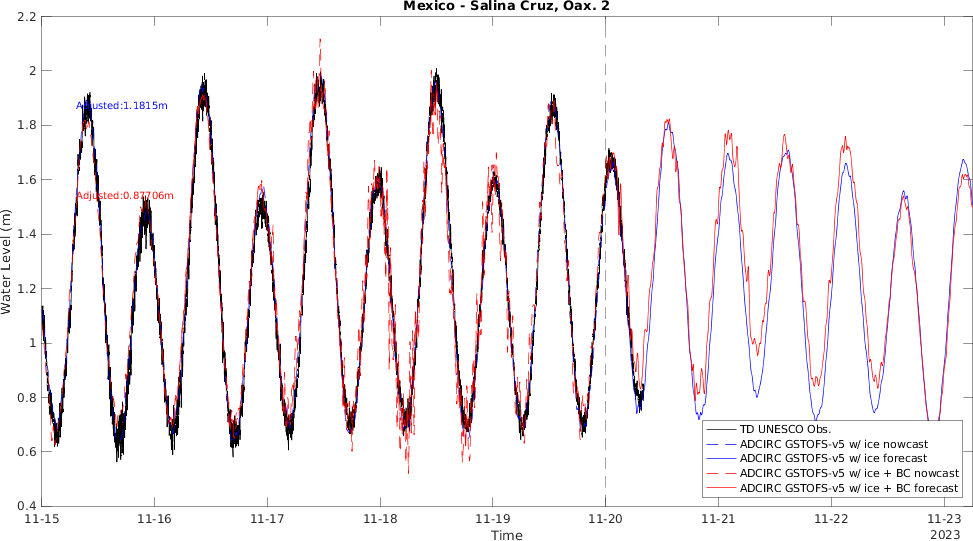 Mexico - Salina Cruz, Oax. 2
2.2
2
1.8
1.6
1.4
1.2
1
0.8
0.6
0.4
Water Level (m)
Adjusted:1.1815m
Adjusted:0.87706m
TD UNESCO Obs.
ADCIRC GSTOFS-v5 w/ ice nowcast
ADCIRC GSTOFS-v5 w/ ice forecast
ADCIRC GSTOFS-v5 w/ ice + BC nowcast
ADCIRC GSTOFS-v5 w/ ice + BC forecast
11-15 11-16 11-17 11-18 11-19 11-20 11-21 11-22 11-23
Time
2023